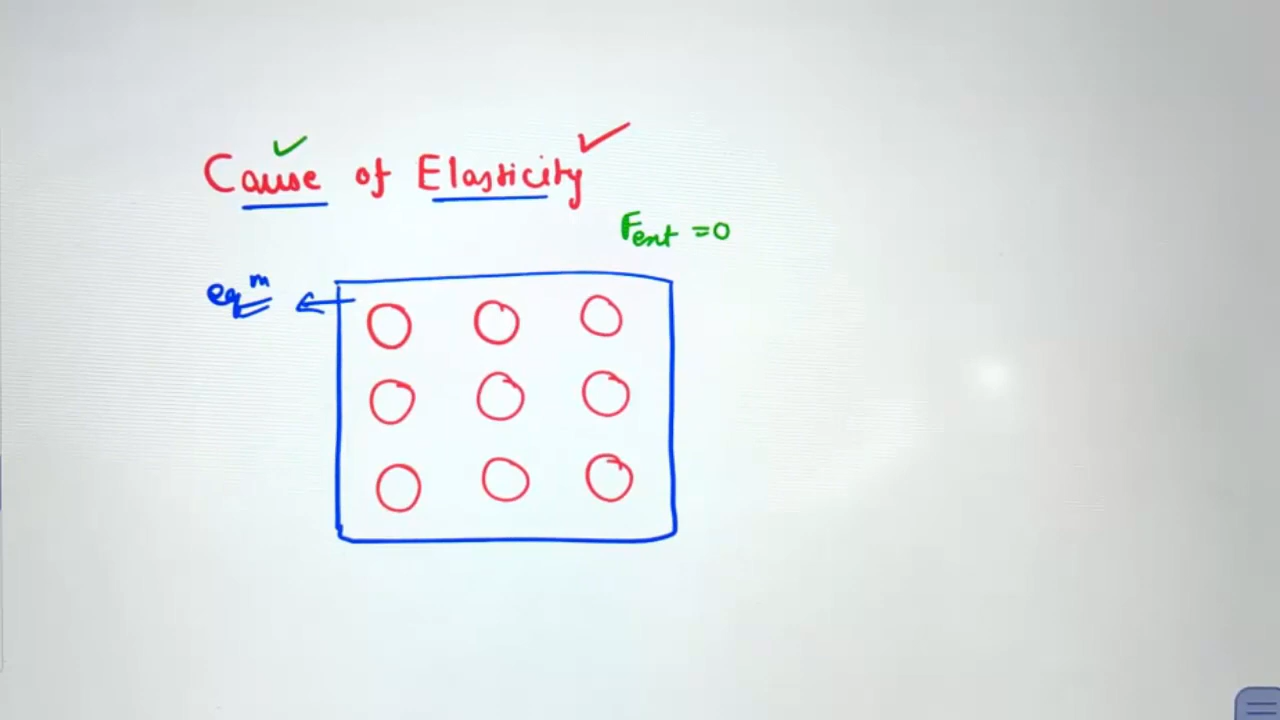 Cause of Elasticity
Fext = 0
eqm